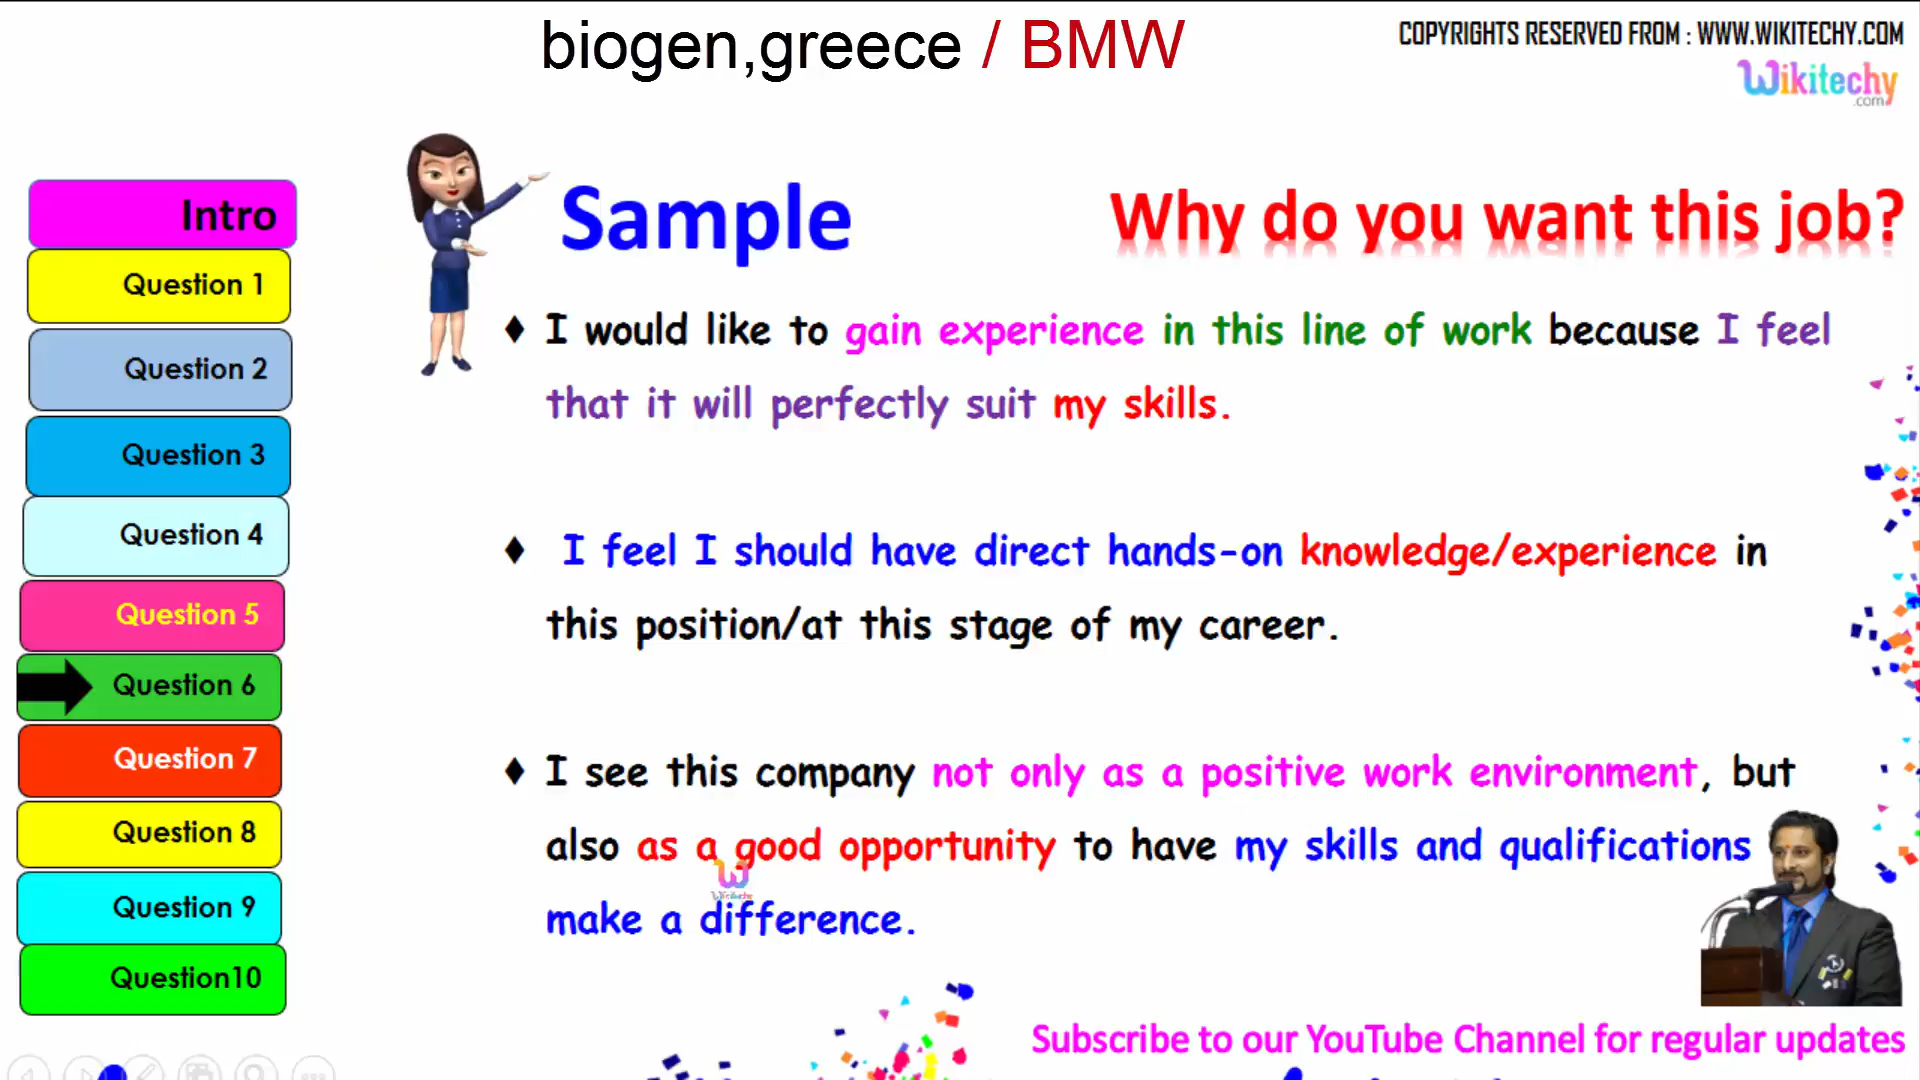 biogen,greece / BMW
COPYRIGHTS RESERVED FROM : WWW.WIKITECHY.COM
Wikitechy
.com
Intro
Question 1
Question 2
Question 3
Question 4
Question 5
Question 6
Question 7
Question 8
Question 9
Question10
Sample
Why do you want this job?
♦ I would like to gain experience in this line of work because I feel
that it will perfectly suit my skills.
♦ I feel I should have direct hands-on knowledge/experience in
this position/at this stage of my career.
♦ I see this company not only as a positive work environment, but
also as a good opportunity to have my skills and qualifications
make a difference.
W
Wikitechy
Subscribe to our YouTube Channel for regular updates